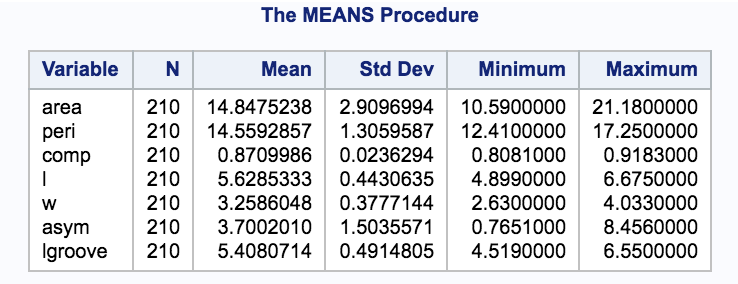 The MEANS Procedure
Variable N Mean Std Dev Minimum Maximum
area 210 14.8475238 2.9096994 10.5900000 21.1800000
peri 210 14.5592857 1.3059587 12.4100000 17.2500000
comp 210 0.8709986 0.0236294 0.8081000 0.9183000
l 210 5.6285333 0.4430635 4.8990000 6.6750000
w 210 3.2586048 0.3777144 2.6300000 4.0330000
asym 210 3.7002010 1.5035571 0.7651000 8.4560000
lgroove 210 5.4080714 0.4914805 4.5190000 6.5500000